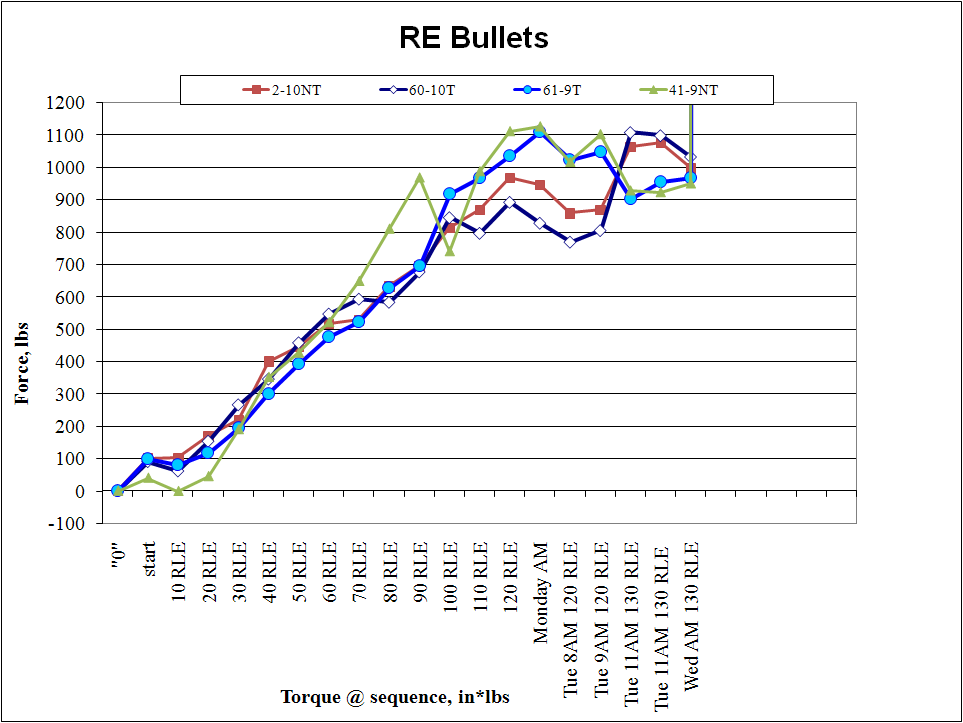 RE Bullets
2-10NT
60-10T
61-9T
41-9NT
1200
1100
1000
900
800
700
600
500
400
300
200
100
0
-100
Force, lbs
"0"
start
10 RLE
20 RLE
30 RLE
40 RLE
50 RLE
60 RLE
70 RLE
80 RLE
90 RLE
100 RLE
110 RLE
120 RLE
Monday AM
Tue 8AM 120 RLE
Tue 9AM 120 RLE
Tue 11AM 130 RLE
Tue 11AM 130 RLE
Wed AM 130 RLE
Torque @ sequence, in*lbs